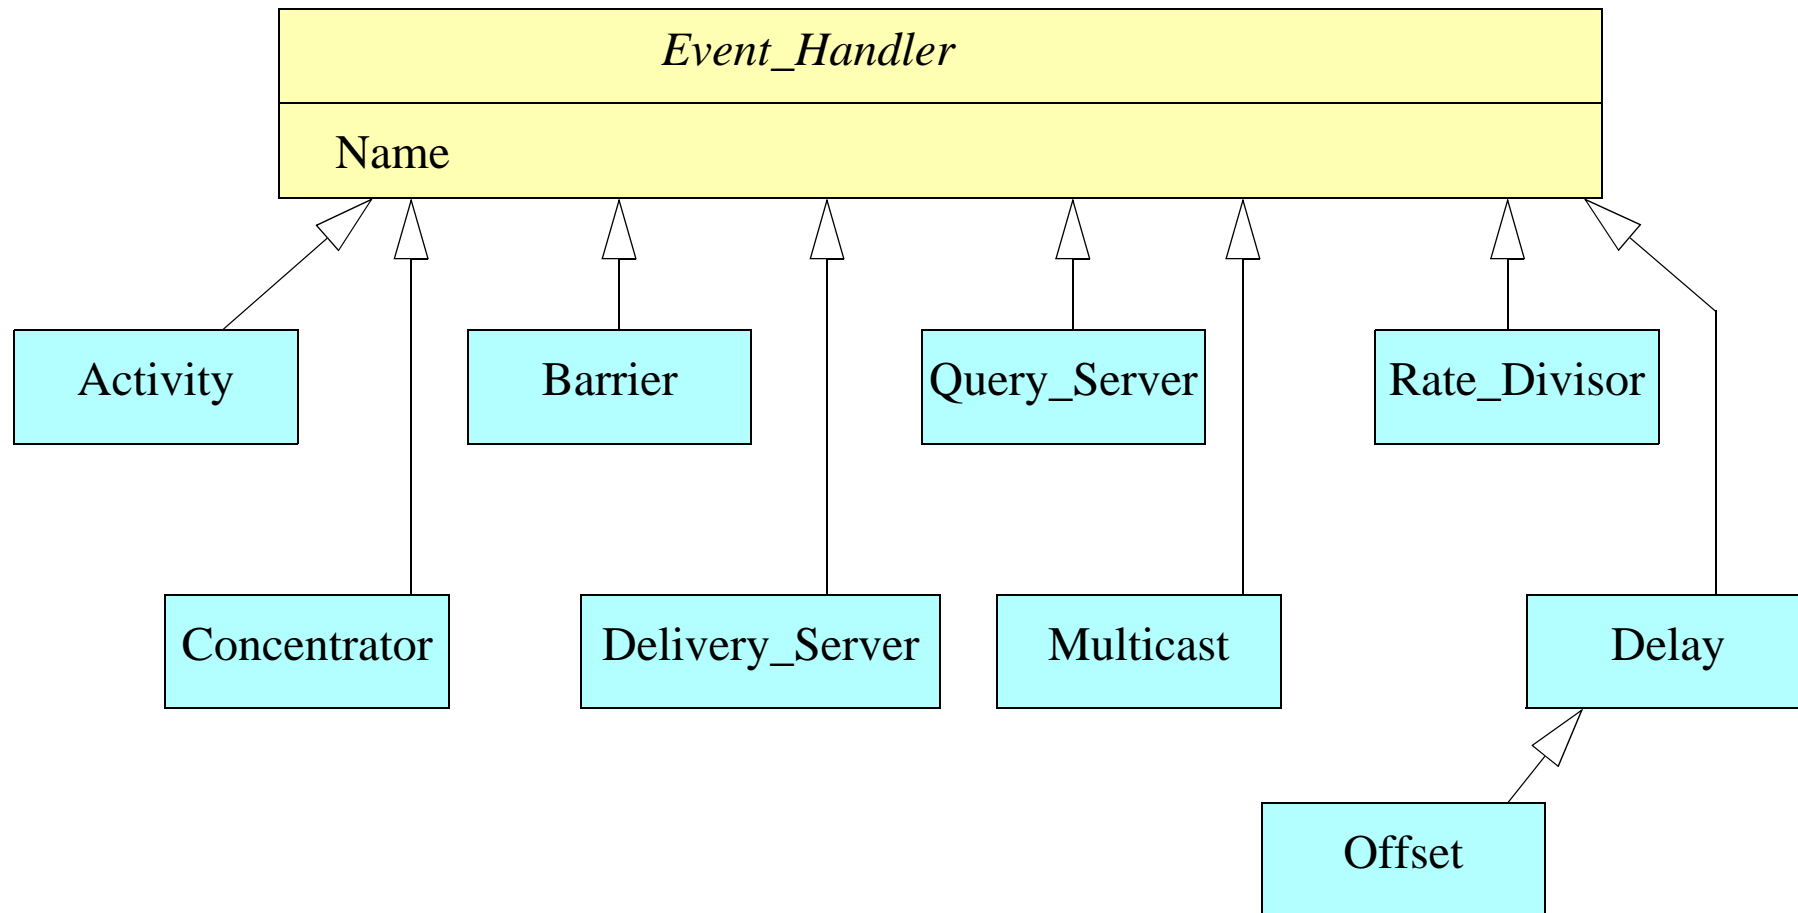 Event_Handler
Name
Activity
Barrier
Query_Server
Rate_Divisor
Concentrator
Delivery_Server
Multicast
Delay
Offset